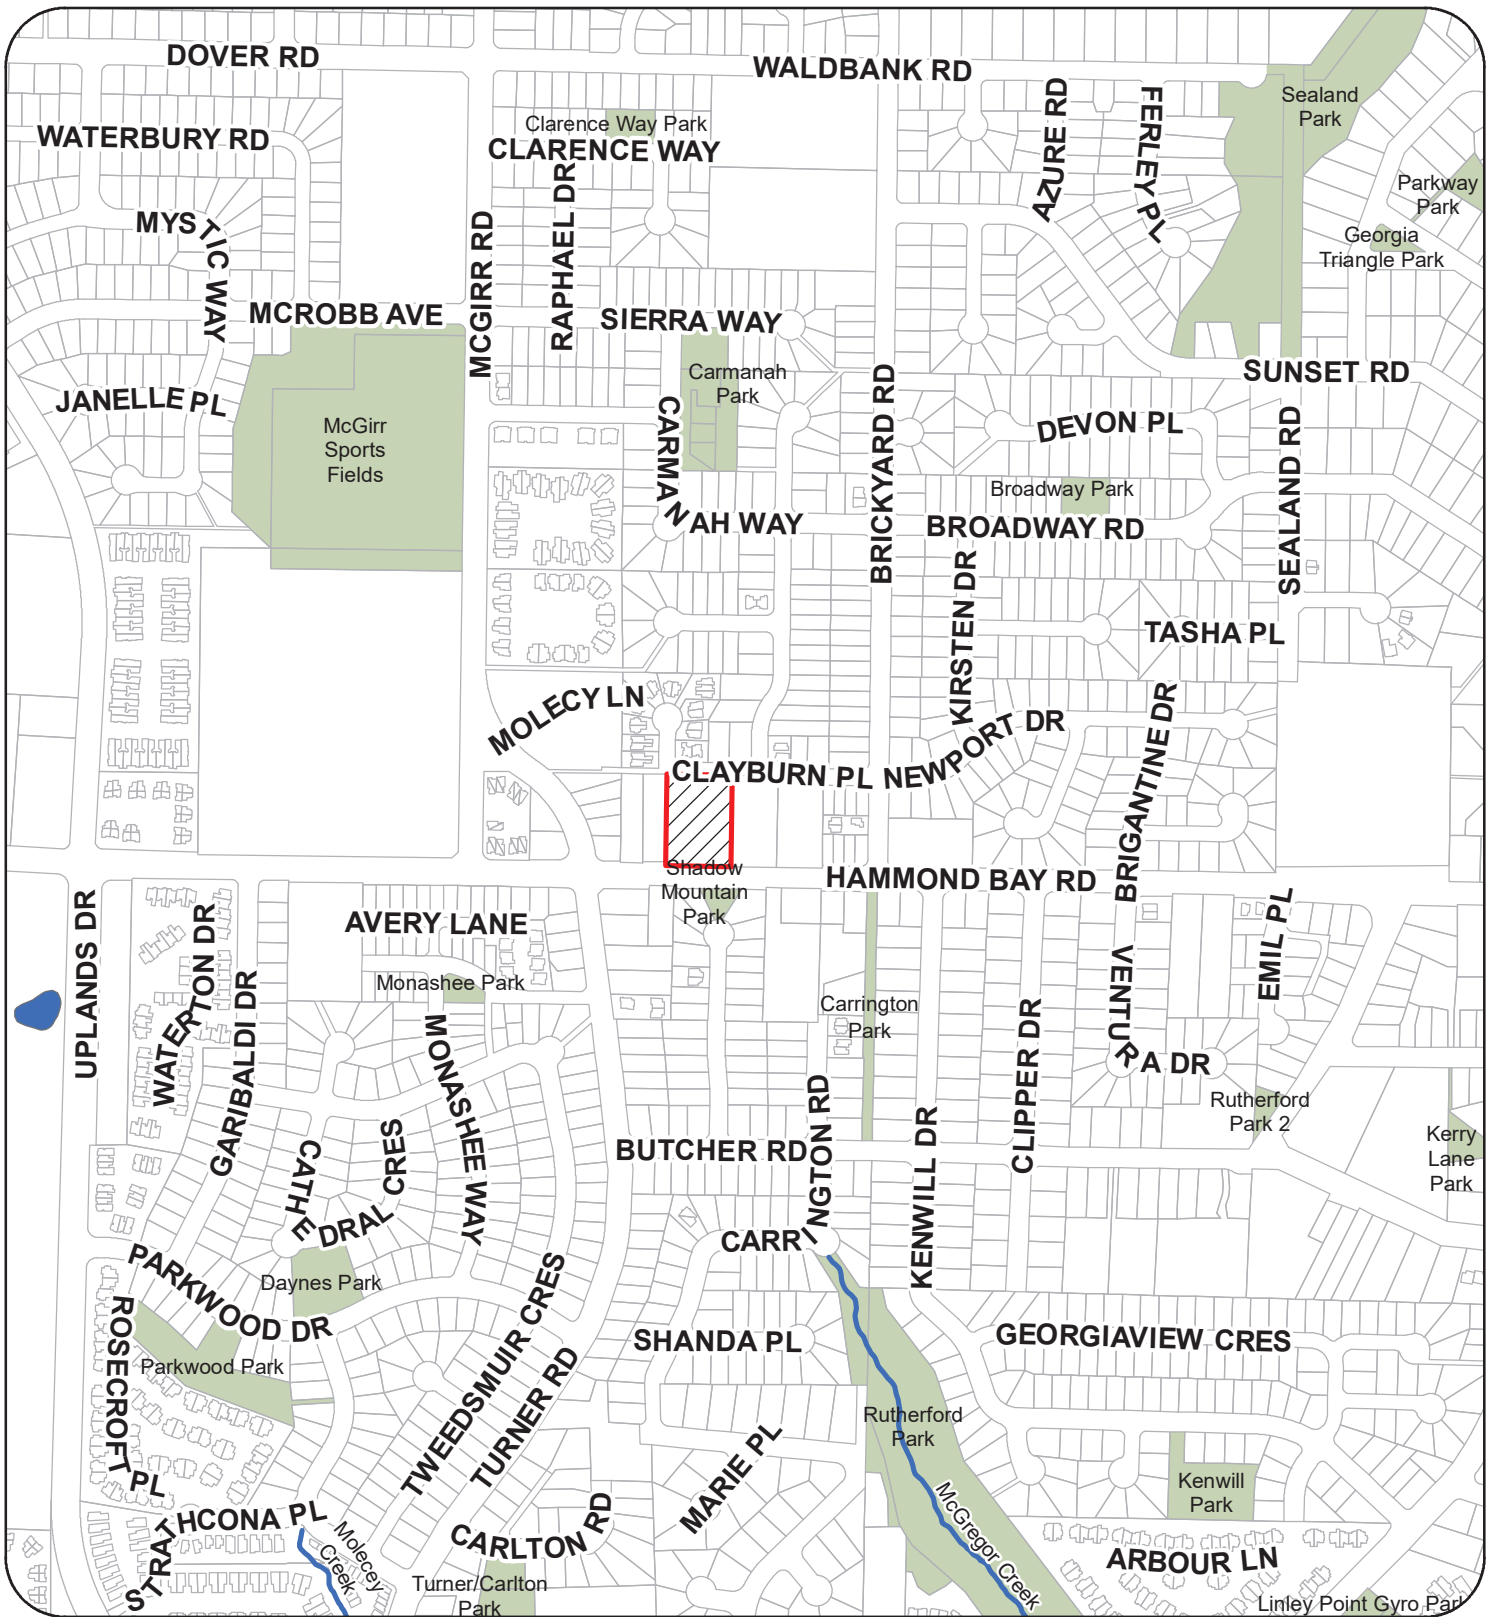 DOVER RD
WALDBANK RD
Sealand
Park
AZURE RD
FERLEY PL
Clarence Way Park
WATERBURY RD
CLARENCE WAY
Parkway
Park
RAPHAEL DR
MYSTIC WAY
MCGIRR RD
Georgia
Triangle Park
MCROBB AVE
SIERRA WAY
Carmanah
Park
SUNSET RD
BRICKYARD RD
JANELLE PL
CARMANAH WAY
DEVON PL
SEALAND RD
McGirr
Sports
Fields
Broadway Park
BROADWAY RD
KIRSTEN DR
TASHA PL
MOLECY LN
BRIGANTINE DR
CLAYBURN PL
NEWPORT DR
Shadow
Mountain
Park
HAMMOND BAY RD
UPLANDS DR
WATERTON DR
AVERY LANE
EMIL PL
VENTURA DR
GARIBALDI DR
Monashee Park
Carrington
Park
CLIPPER DR
MONASHEE WAY
CARRINGTON RD
Rutherford
Park 2
KENWILL DR
CATHEDRAL CRES
BUTCHER RD
Kerry
Lane
Park
PARKWOOD DR
Daynes Park
TWEEDSMUIR CRES
ROSECROFT PL
SHANDA PL
GEORGIAVIEW CRES
Parkwood Park
TURNER RD
Rutherford
Park
MARIE PL
Kenwill
Park
STRATHCONA PL
Molecey
Creek
CARLTON RD
McGregor Creek
ARBOUR LN
Turner/Carlton
Park
Linley Point Gyro Park